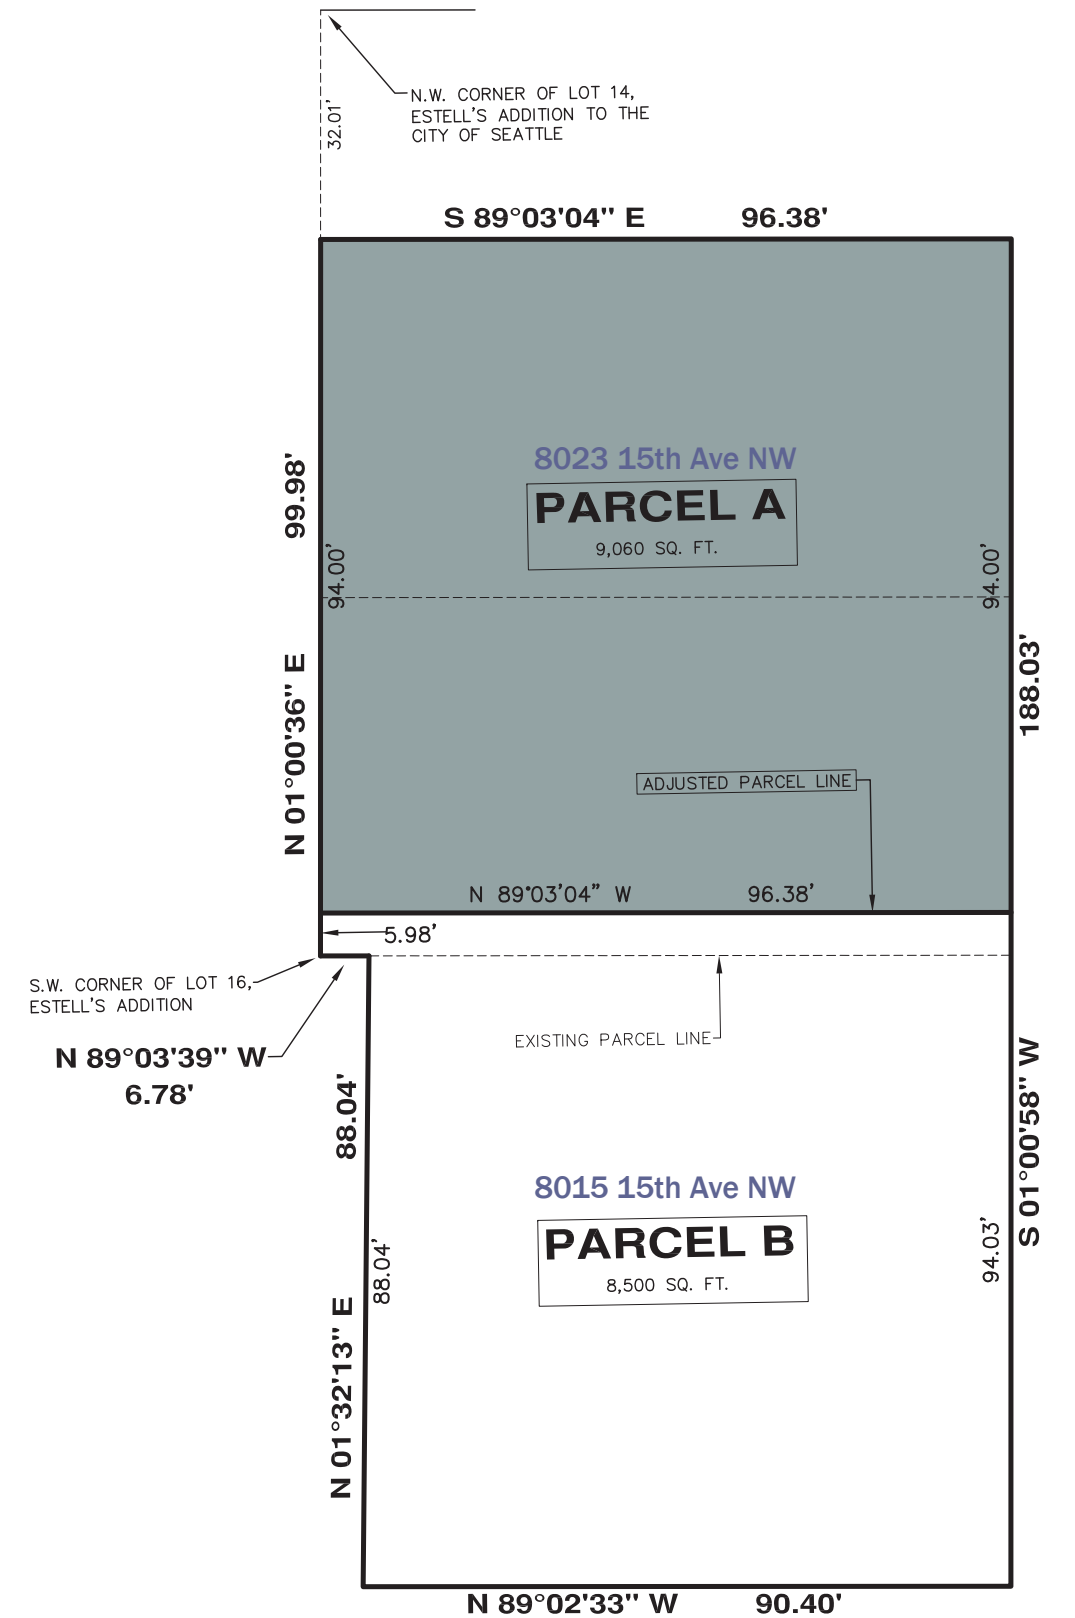 N.W. CORNER OF LOT 14,
ESTELL'S ADDITION TO THE
CITY OF SEATTLE
32.01'
S 89°03'04" E 96.38'
8023 15th Ave NW
PARCEL A
9,060 SQ. FT.
99.98'
94.00'
94.00'
N 01°00'36" E
188.03'
ADJUSTED PARCEL LINE
N 89°03'04" W 96.38'
5.98'
S.W. CORNER OF LOT 16,
ESTELL'S ADDITION
EXISTING PARCEL LINE
N 89°03'39" W
6.78'
88.04'
S 01°00'58" W
8015 15th Ave NW
PARCEL B
8,500 SQ. FT.
88.04'
94.03'
N 01°32'13" E
N 89°02'33" W 90.40'